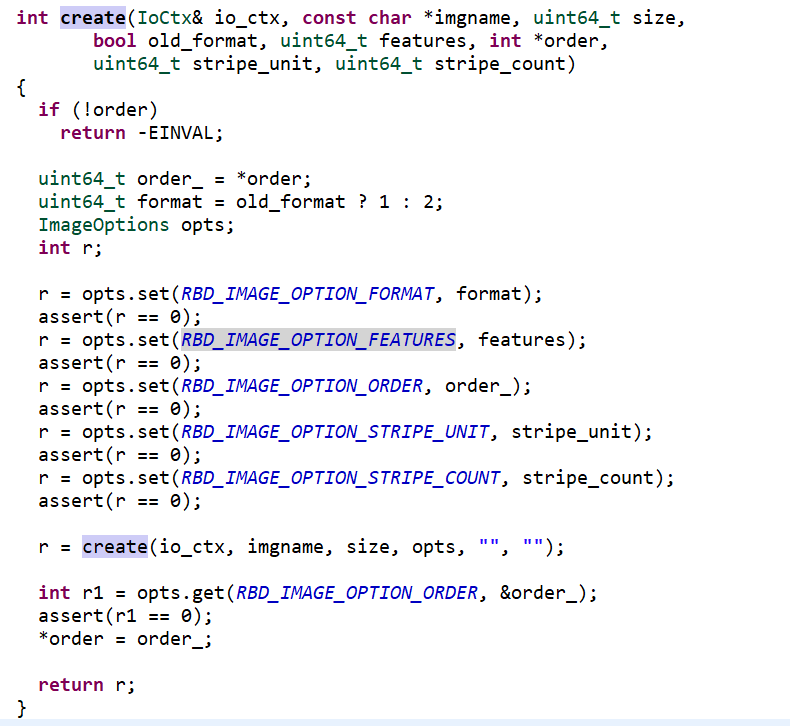 int create(IoCtx& io_ctx, const char *imgname, uint64_t size,
       bool old_format, uint64_t features, int *order,
       uint64_t stripe_unit, uint64_t stripe_count)
{
  if (!order)
    return -EINVAL;

  uint64_t order_ = *order;
  uint64_t format = old_format ? 1 : 2;
  ImageOptions opts;
  int r;

  r = opts.set(RBD_IMAGE_OPTION_FORMAT, format);
  assert(r == 0);
  r = opts.set(RBD_IMAGE_OPTION_FEATURES, features);
  assert(r == 0);
  r = opts.set(RBD_IMAGE_OPTION_ORDER, order_);
  assert(r == 0);
  r = opts.set(RBD_IMAGE_OPTION_STRIPE_UNIT, stripe_unit);
  assert(r == 0);
  r = opts.set(RBD_IMAGE_OPTION_STRIPE_COUNT, stripe_count);
  assert(r == 0);

  r = create(io_ctx, imgname, size, opts, "", "");

  int r1 = opts.get(RBD_IMAGE_OPTION_ORDER, &order_);
  assert(r1 == 0);
  *order = order_;

  return r;
}